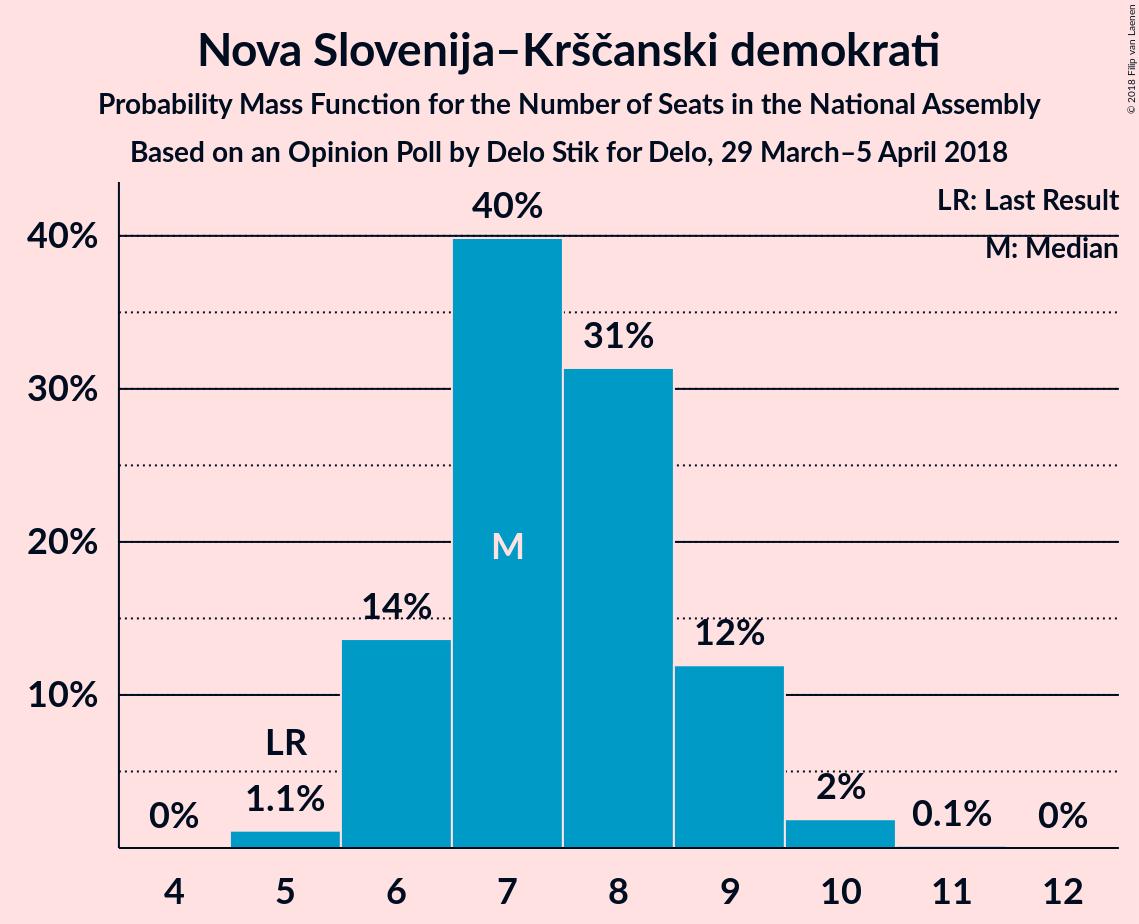 Nova Slovenija–Krščanski demokrati
Probability Mass Function for the Number of Seats in the National Assembly
Based on an Opinion Poll by Delo Stik for Delo, 29 March–5 April 2018
© 2018 Filip van Laenen
LR: Last Result
M: Median
40%
30%
20%
10%
0%
LR
1.1%
14%
40%
M
31%
12%
2%
0.1%
0%
4 5 6 7 8 9 10 11 12